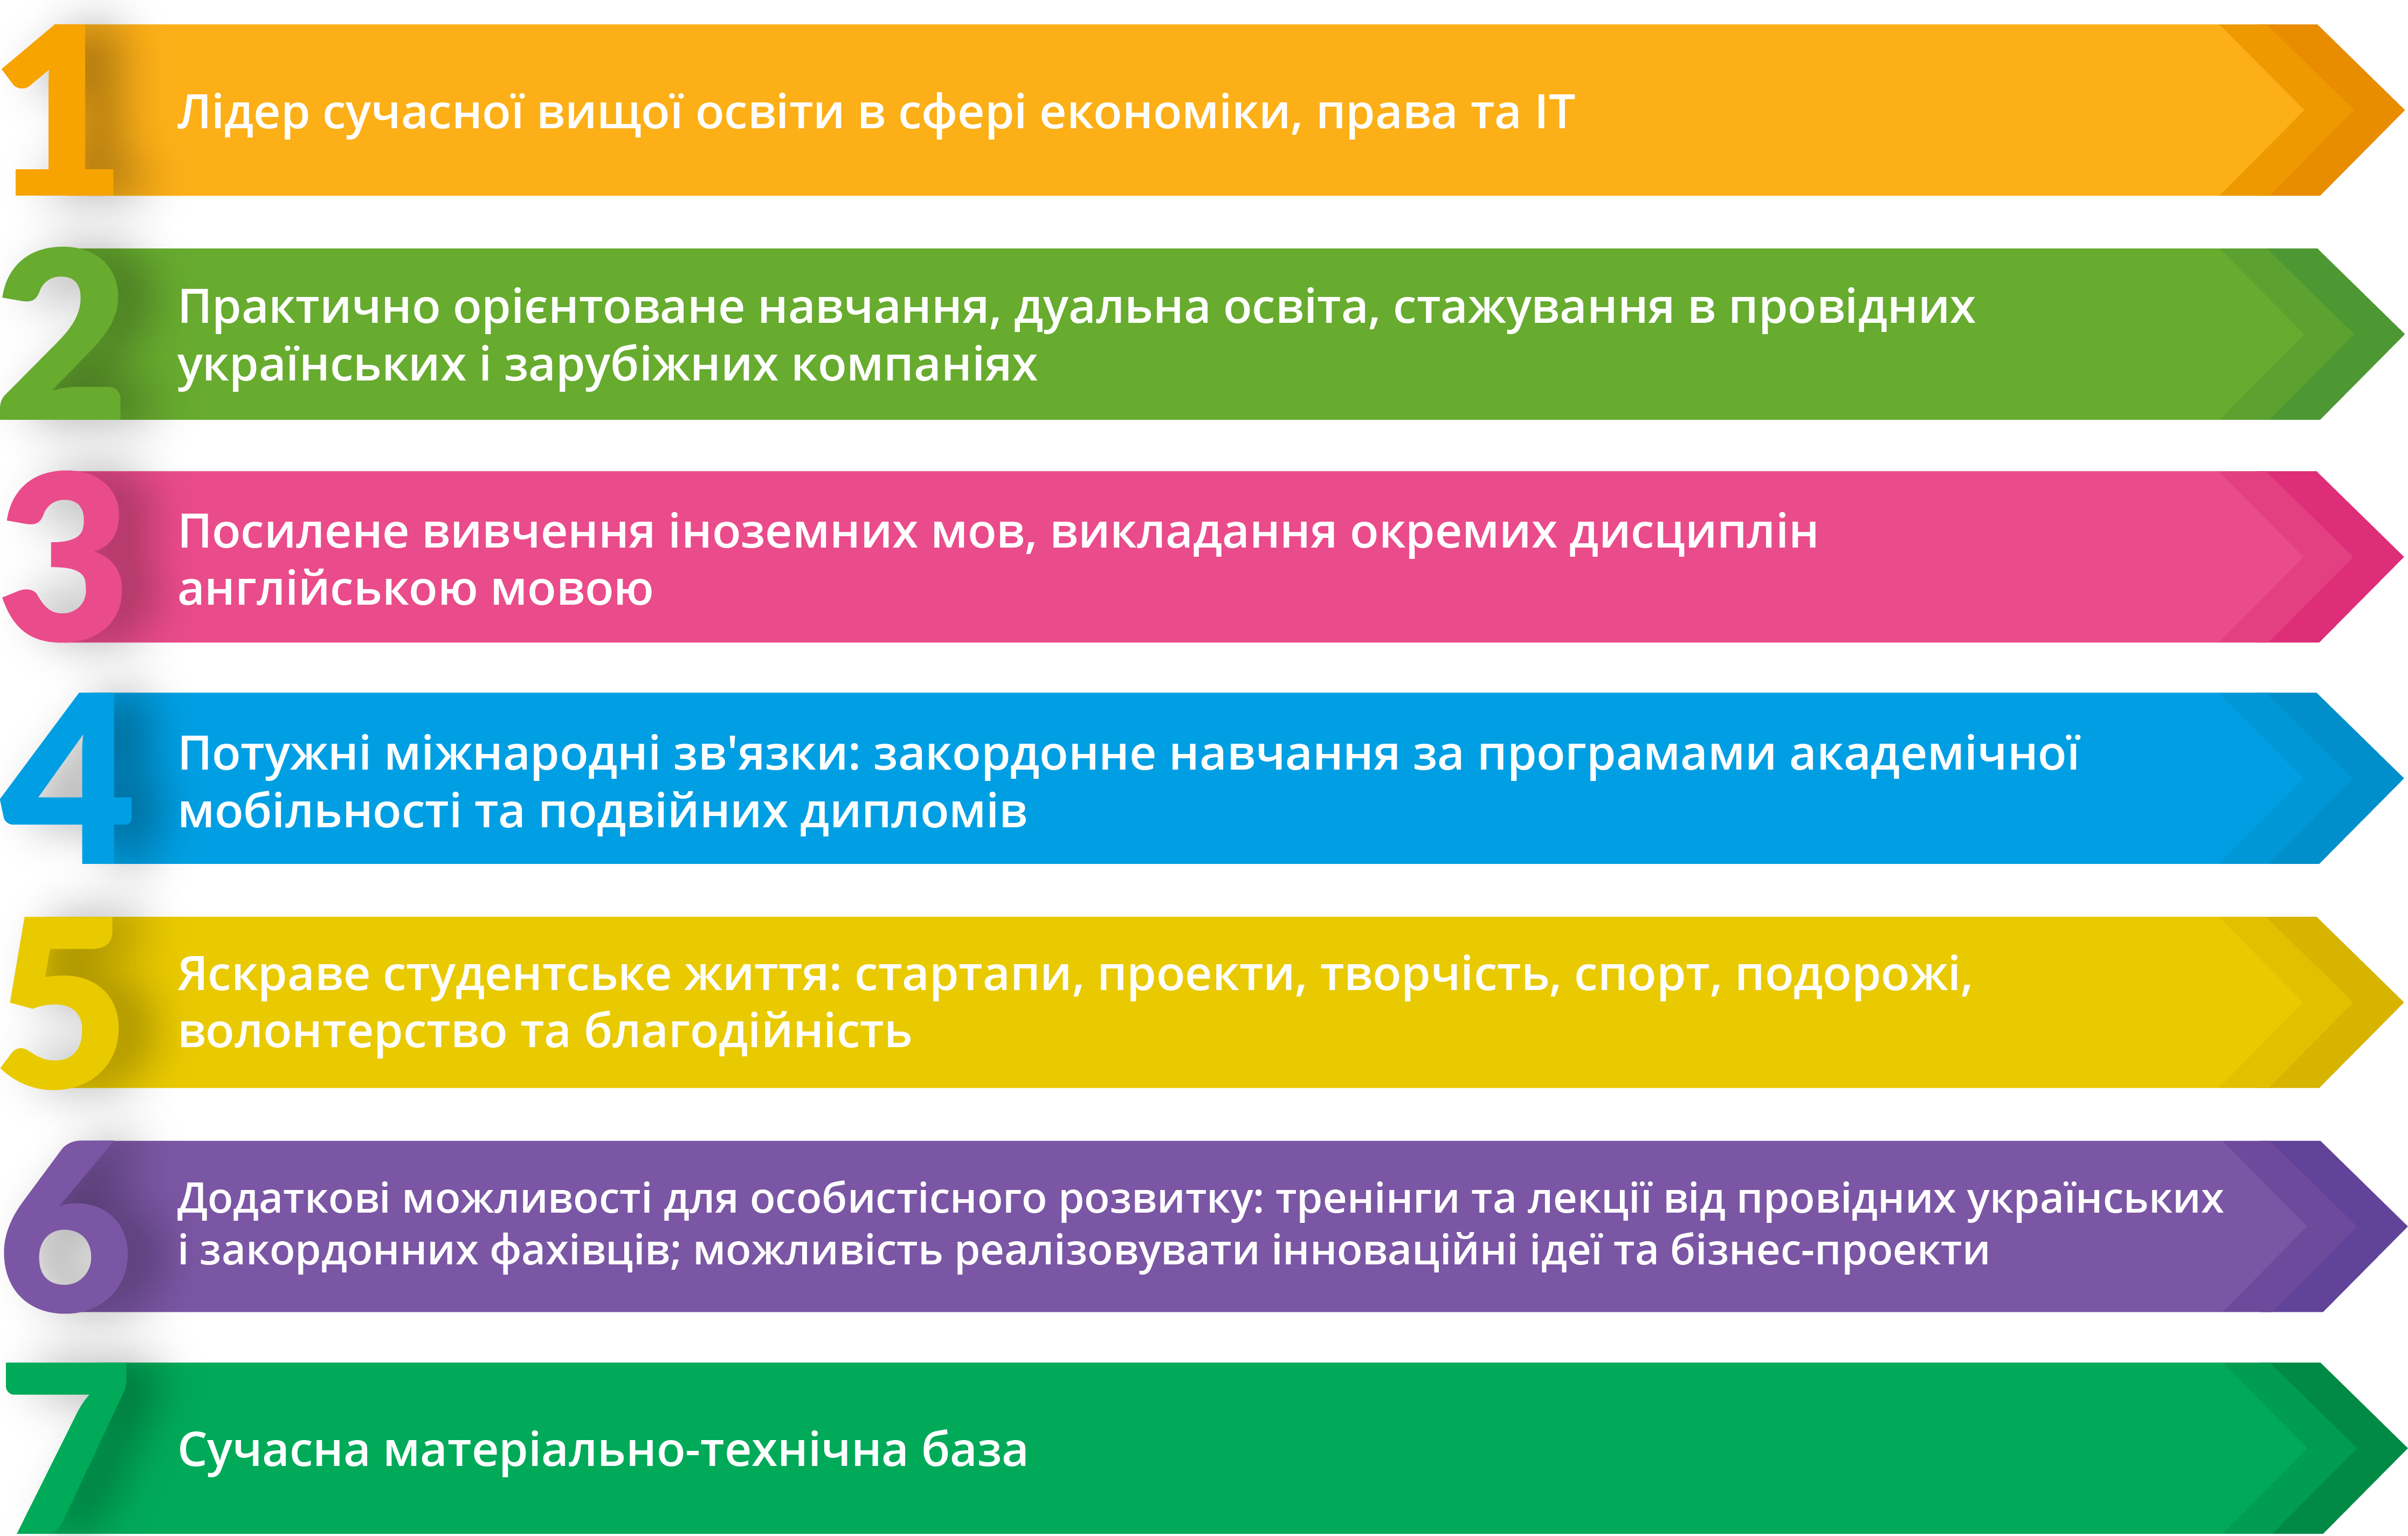 1
Лідер сучасної вищої освіти в сфері економіки, права та ІТ
2
Практично орієнтоване навчання, дуальна освіта, стажування в провідних
українських і зарубіжних компаніях
3
Посилене вивчення іноземних мов, викладання окремих дисциплін
англійською мовою
4
Потужні міжнародні зв'язки: закордонне навчання за програмами академічної
мобільності та подвійних дипломів
5
Яскраве студентське життя: стартапи, проекти, творчість, спорт, подорожі,
волонтерство та благодійність
6
Додаткові можливості для особистісного розвитку: тренінги та лекції від провідних українських
і закордонних фахівців; можливість реалізовувати інноваційні ідеї та бізнес-проекти
7
Сучасна матеріально-технічна база